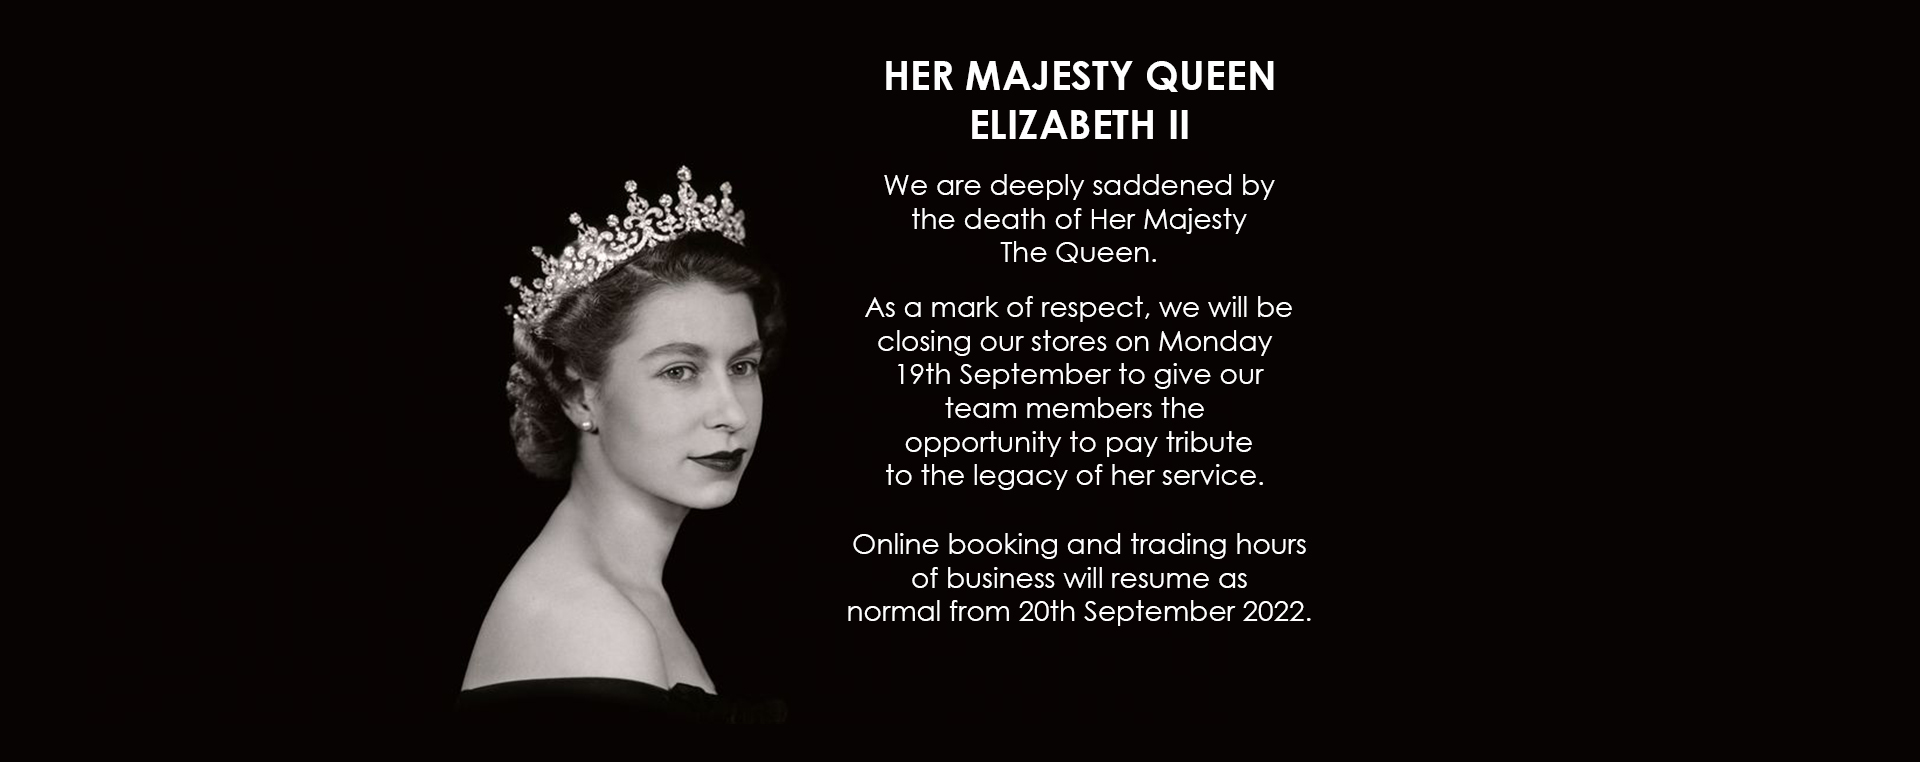 HER MAJESTY QUEEN
ELIZABETH II
We are deeply saddened by
the death of Her Majesty
The Queen.
As a mark of respect, we will be
closing our stores on Monday
19th September to give our
team members the
opportunity to pay tribute
to the legacy of her service.
Online booking and trading hours
of business will resume as
normal from 20th September 2022.